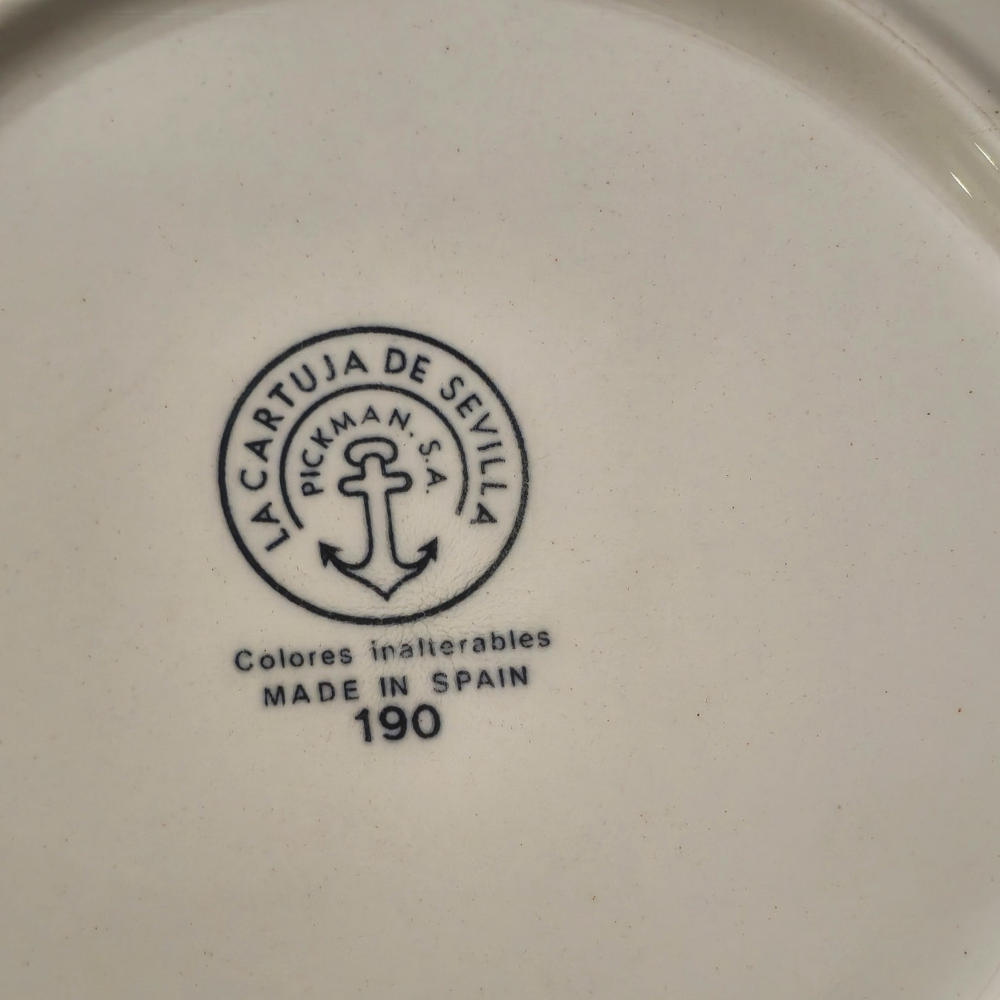 LA CARTUJA DE SEVILLA
PICKMAN, S.A.
Colores inalterables
MADE IN SPAIN
190